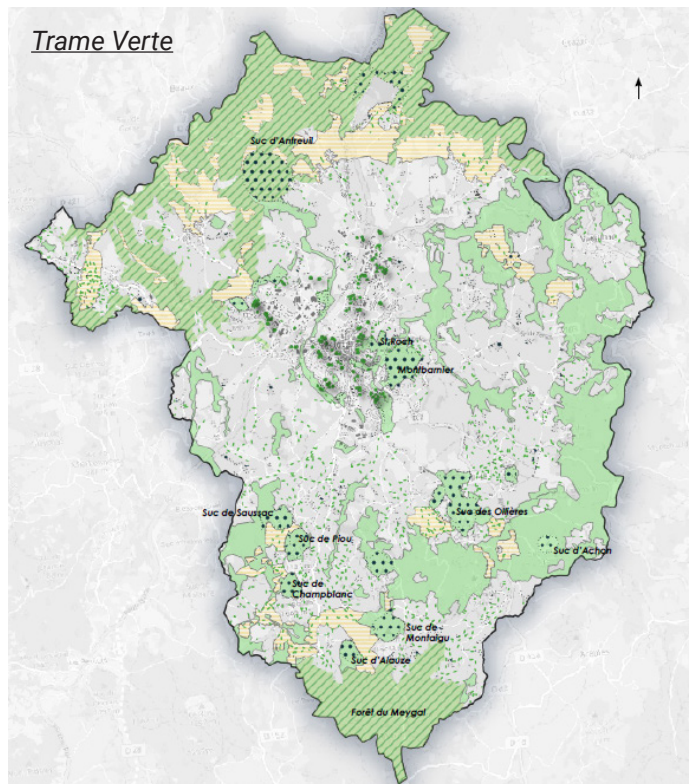 Trame Verte
Suc d'Antreuil
St Roch
Montbarnier
Suc de Saussac
Suc des Ollières
Suc de Piou
Suc d'Achon
Suc de
Champblanc
Suc de
Montaigu
Suc d'Alauze
Forêt du Meygal